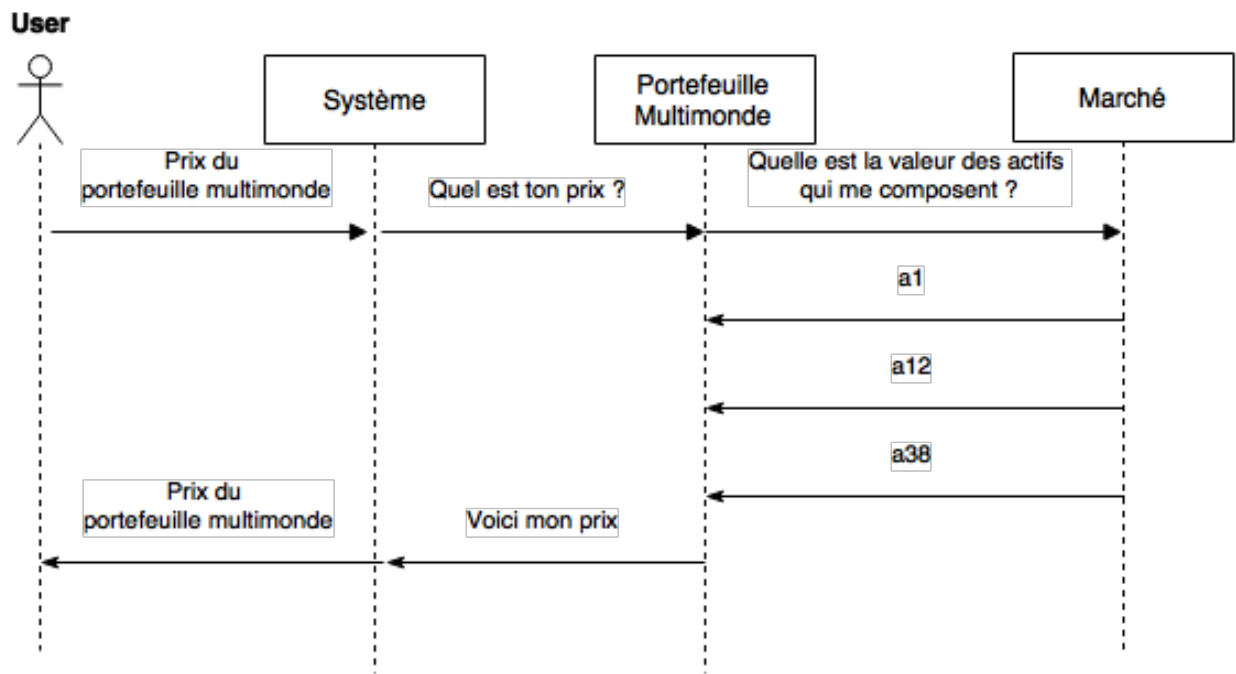 User
Système
Portefeuille
Multimonde
Marché
Prix du
portefeuille multimonde
Quel est ton prix ?
Quelle est la valeur des actifs
qui me composent ?
a1
a12
a38
Prix du
portefeuille multimonde
Voici mon prix